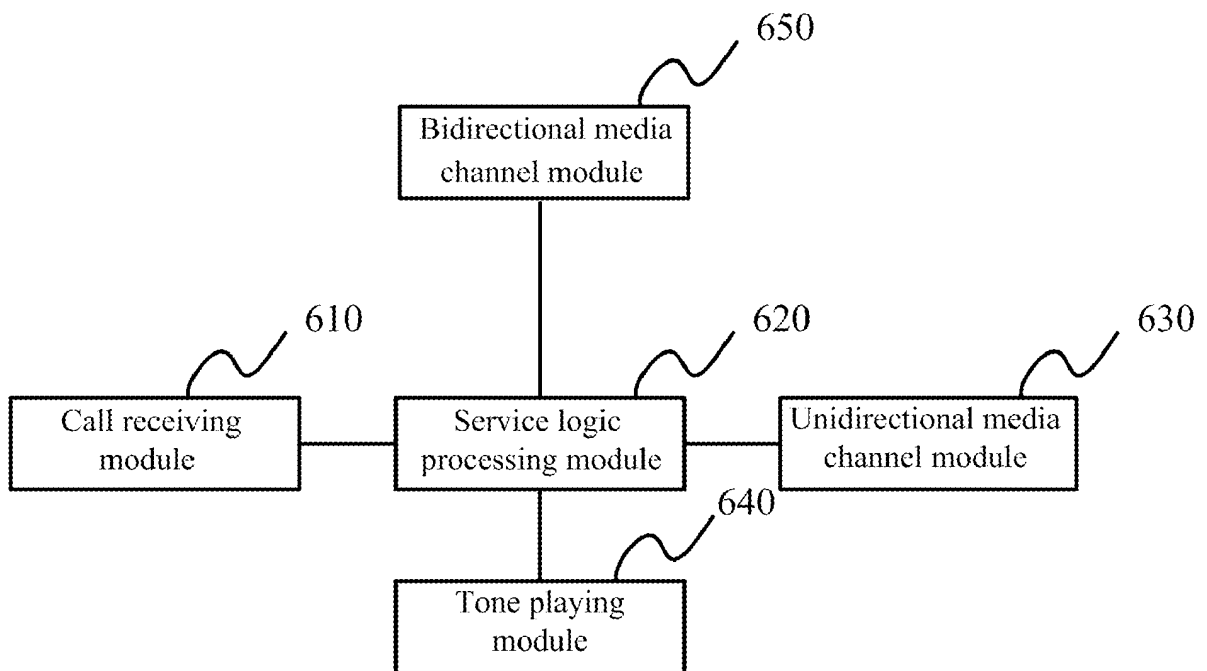 650
Bidirectional media
channel module
610
620
630
Call receiving
module
Service logic
processing module
Unidirectional media
channel module
640
Tone playing
module